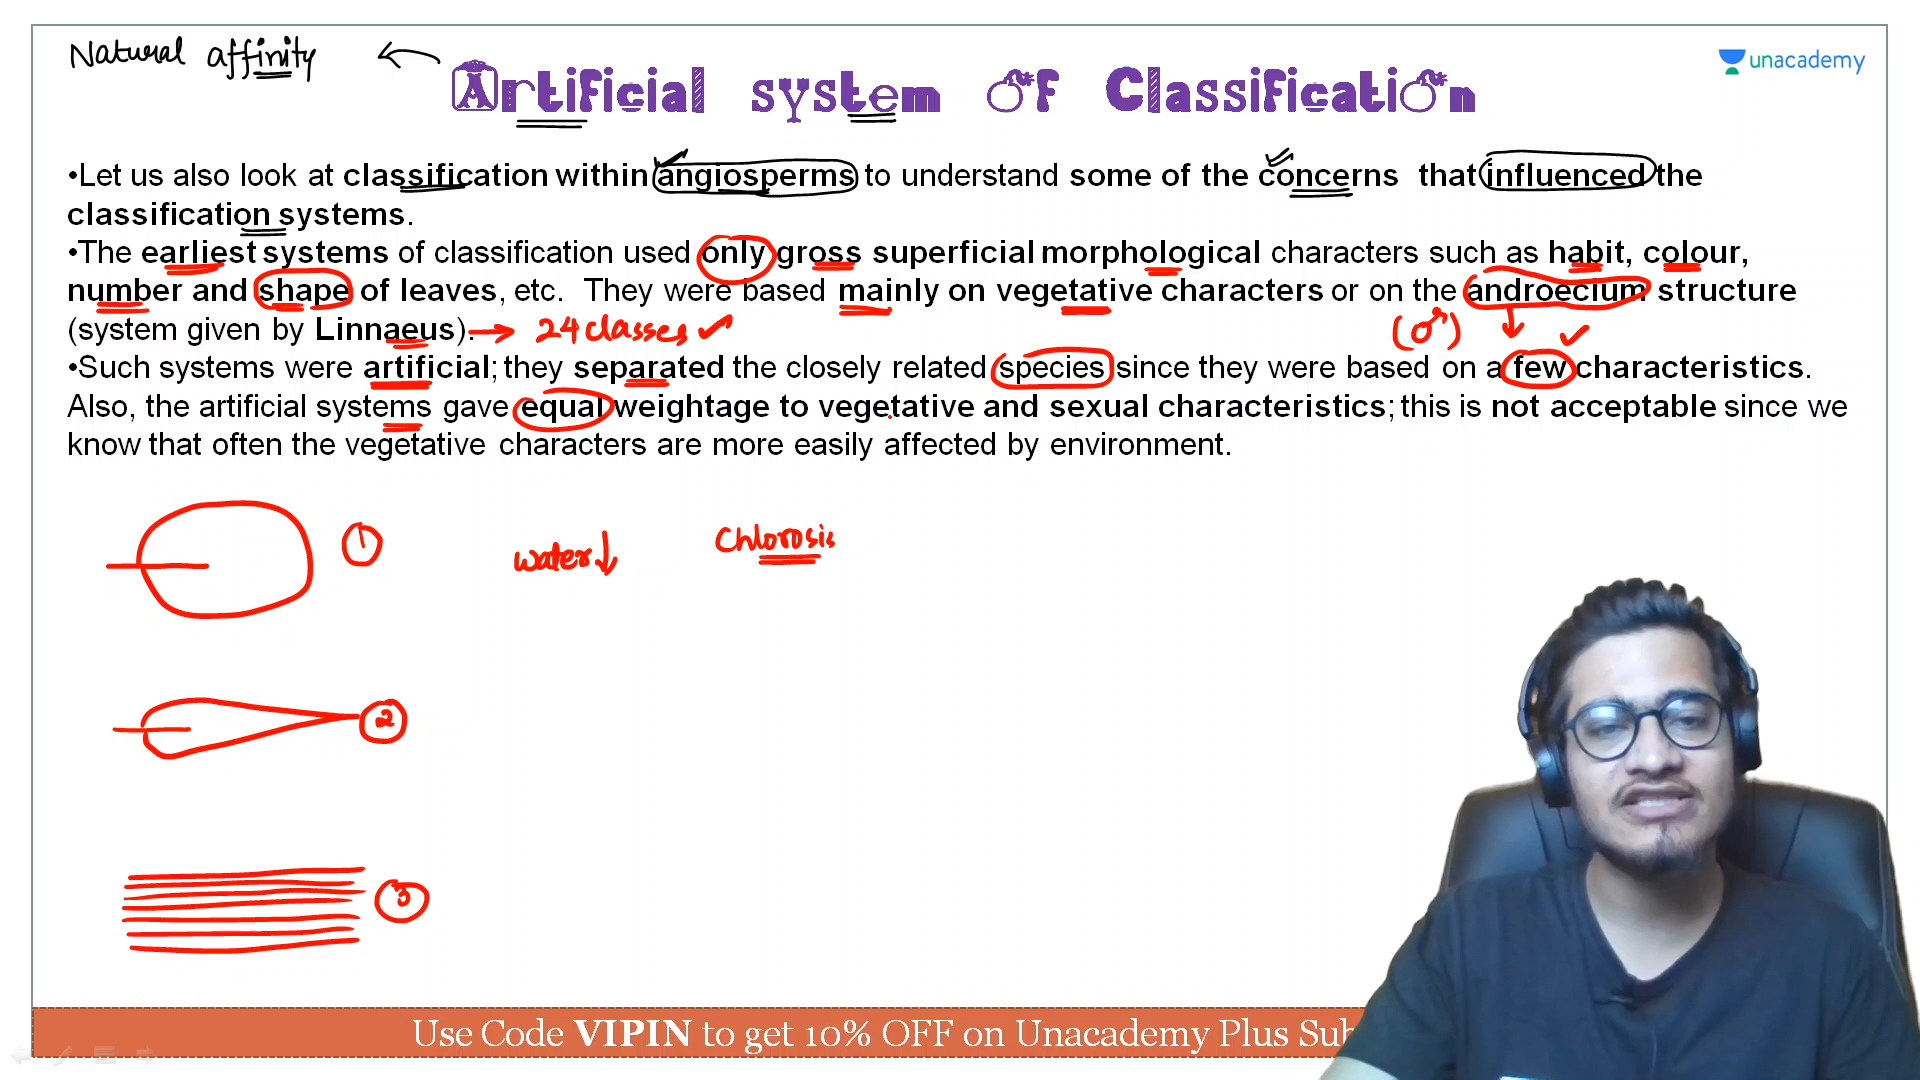 Natural affinity
unacademy
Artificial system of Classification
•Let us also look at classification within angiosperms to understand some of the concerns that influenced the
classification systems.
•The earliest systems of classification used only gross superficial morphological characters such as habit, colour,
number and shape of leaves, etc. They were based mainly on vegetative characters or on the androecium structure
(system given by Linnaeus). → 24 classes ✓ (♂)
•Such systems were artificial; they separated the closely related species since they were based on a few characteristics.
Also, the artificial systems gave equal weightage to vegetative and sexual characteristics; this is not acceptable since we
know that often the vegetative characters are more easily affected by environment.
1
water↓
Chlorosis
2
3
Use Code VIPIN to get 10% OFF on Unacademy Plus Sub